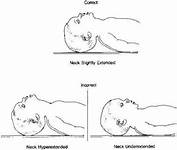 Correct
Neck Slightly Extended
Incorrect
Neck Hyperextended
Neck Underextended